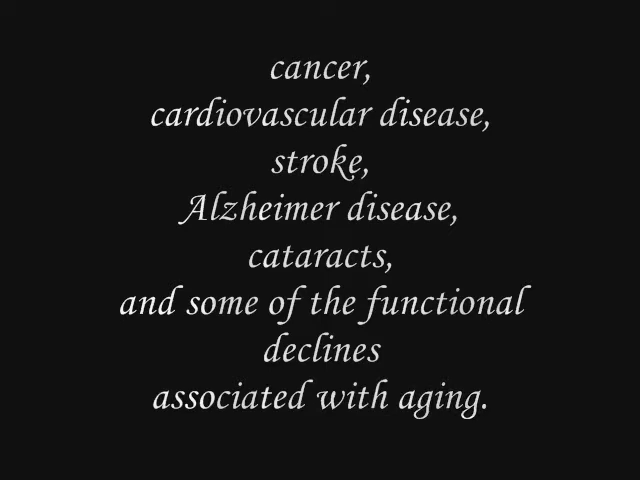 cancer,
cardiovascular disease,
stroke,
Alzheimer disease,
cataracts,
and some of the functional
declines
associated with aging.